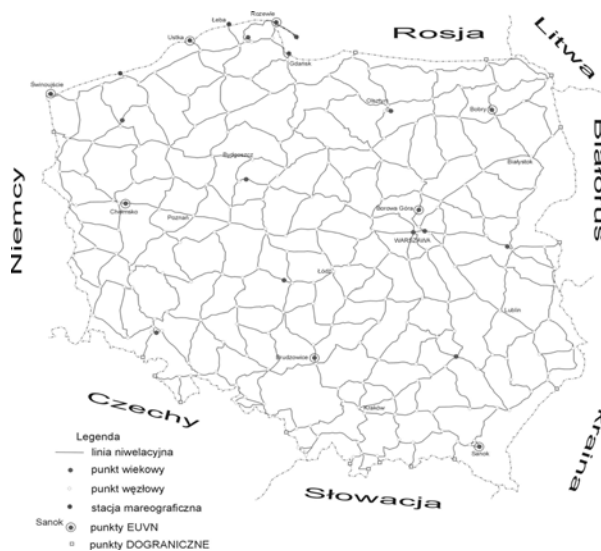 Rozewie
Łeba
Ustka
Gdańsk
Rosja
Litwa
Świnoujście
Olsztyn
Bobry
Białoruś
Bydgoszcz
Białystok
Niemcy
Chełmsko
Poznań
Borowa Góra
WARSZAWA
Łódź
Lublin
Brudzowice
Czechy
Kraków
Sanok
kraina
Słowacja
Legenda
linia niwelacyjna
punkt wiekowy
punkt węzłowy
stacja mareograficzna
Sanok punkty EUVN
punkty DOGRANICZNE